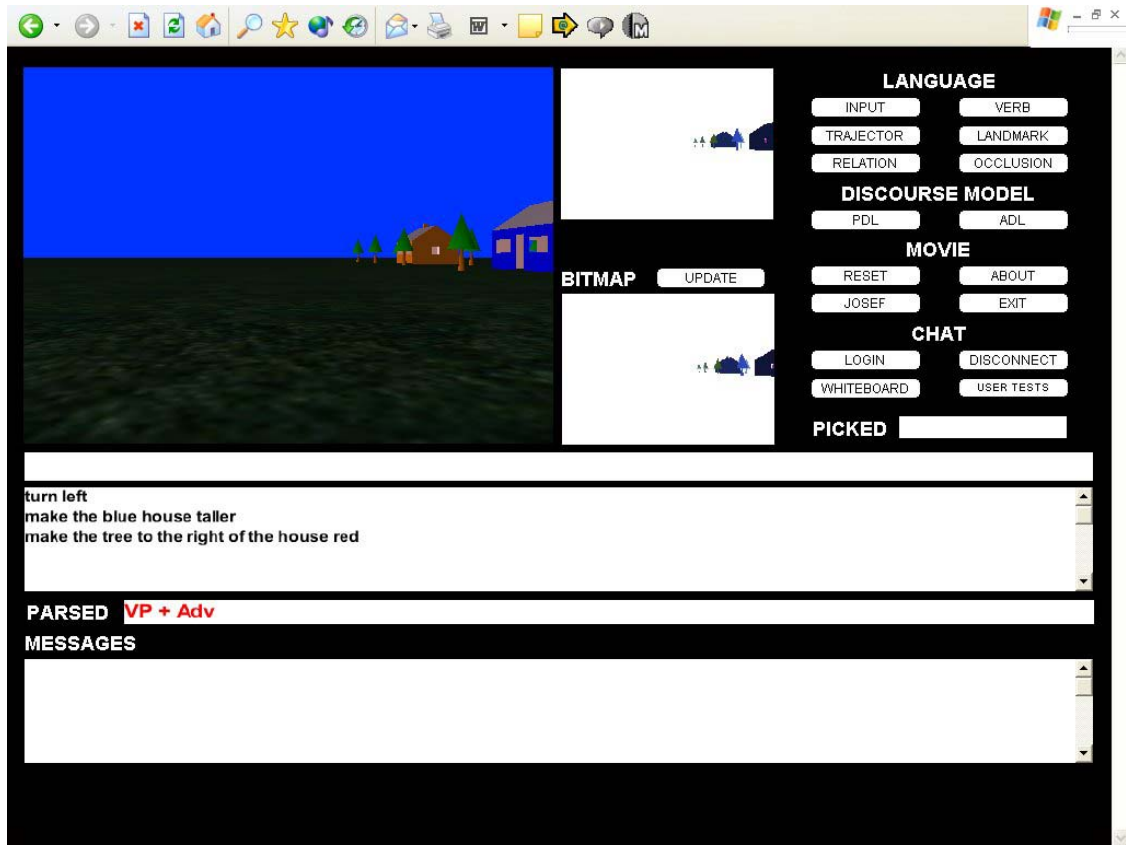 LANGUAGE
INPUT VERB
TRAJECTOR LANDMARK
RELATION OCCLUSION
DISCOURSE MODEL
PDL ADL
MOVIE
BITMAP UPDATE RESET ABOUT
JOSEF EXIT
CHAT
LOGIN DISCONNECT
WHITEBOARD USER TESTS
PICKED
turn left
make the blue house taller
make the tree to the right of the house red
PARSED VP + Adv
MESSAGES